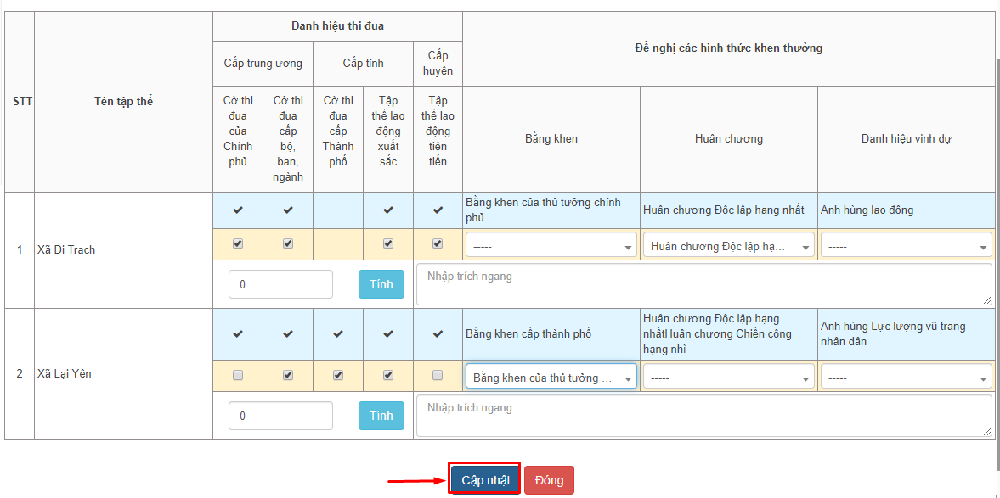 Danh hiệu thi đua
Đề nghị các hình thức khen thưởng
Cấp trung ương
Cấp tỉnh
Cấp
huyện
STT
Tên tập thể
Cờ thi
đua
của
Chính
phủ
Cờ thi
đua
cấp
bộ,
ban,
ngành
Cờ thi
đua
cấp
Thành
phố
Tập
thể lao
động
xuất
sắc
Tập
thể lao
động
tiên
tiến
Bằng khen
Huân chương
Danh hiệu vinh dự
1
Xã Di Trạch
Bằng khen của thủ tướng chính
phủ
Huân chương Độc lập hạng nhất
Anh hùng lao động
-----
Huân chương Độc lập hạ...
-----
0
Tính
Nhập trích ngang
2
Xã Lại Yên
Bằng khen cấp thành phố
Huân chương Độc lập hạng
nhấtHuân chương Chiến công
hạng nhì
Anh hùng Lực lượng vũ trang
nhân dân
Bằng khen của thủ tướng ...
-----
-----
0
Tính
Nhập trích ngang
Cập nhật
Đóng